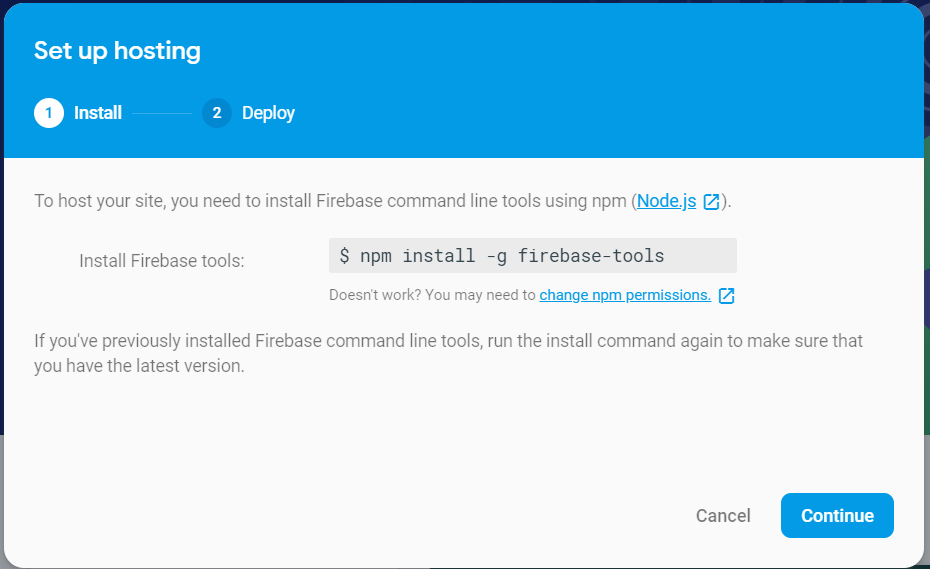 Set up hosting
1 Install 2 Deploy
To host your site, you need to install Firebase command line tools using npm (Node.js ).
Install Firebase tools: $ npm install -g firebase-tools
Doesn't work? You may need to change npm permissions.
If you've previously installed Firebase command line tools, run the install command again to make sure that
you have the latest version.
Cancel Continue